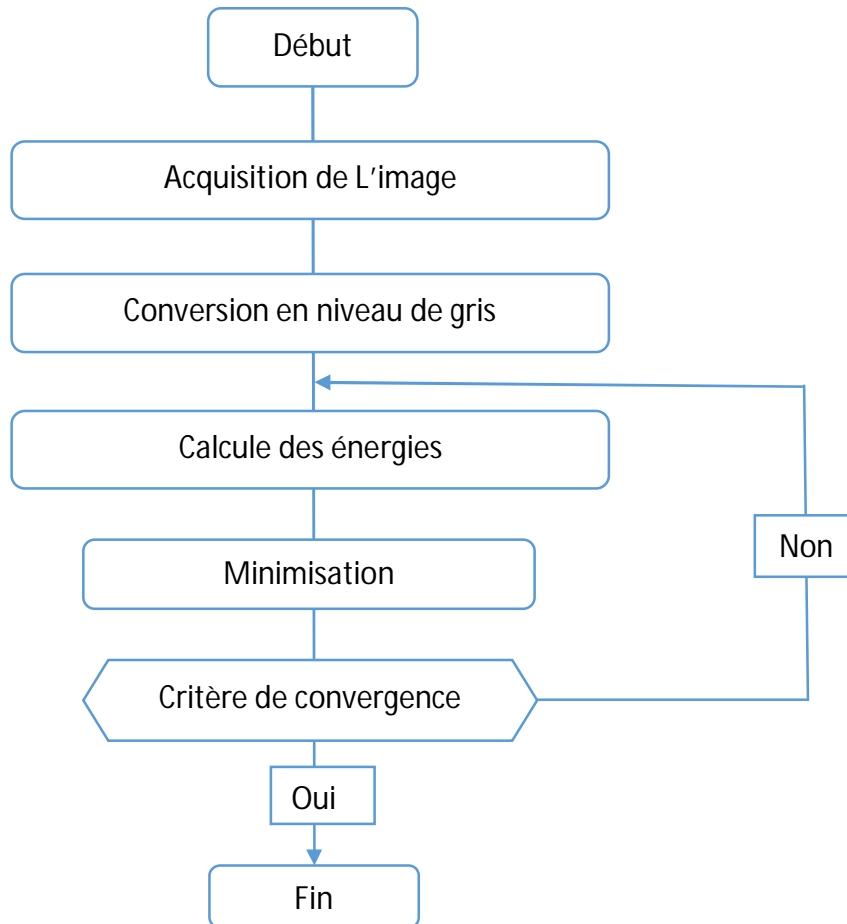 Début
Acquisition de L'image
Conversion en niveau de gris
Calcule des énergies
Non
Minimisation
Critère de convergence
Oui
Fin